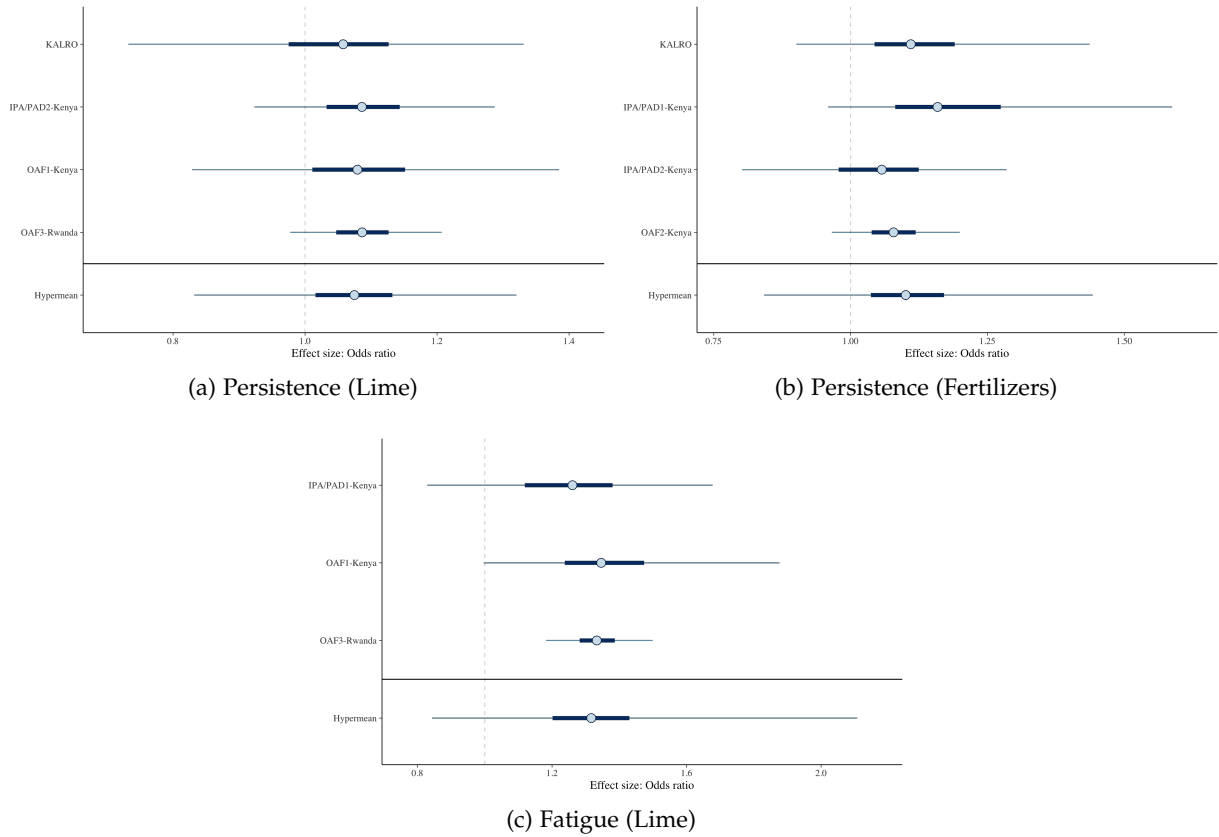 KALRO
IPA/PAD2-Kenya
OAF1-Kenya
OAF3-Rwanda
Hypermean
0.8 1.0 1.2 1.4
Effect size: Odds ratio
(a) Persistence (Lime)
KALRO
IPA/PAD1-Kenya
IPA/PAD2-Kenya
OAF2-Kenya
Hypermean
0.75 1.00 1.25 1.50
Effect size: Odds ratio
(b) Persistence (Fertilizers)
IPA/PAD1-Kenya
OAF1-Kenya
OAF3-Rwanda
Hypermean
0.8 1.2 1.6 2.0
Effect size: Odds ratio
(c) Fatigue (Lime)